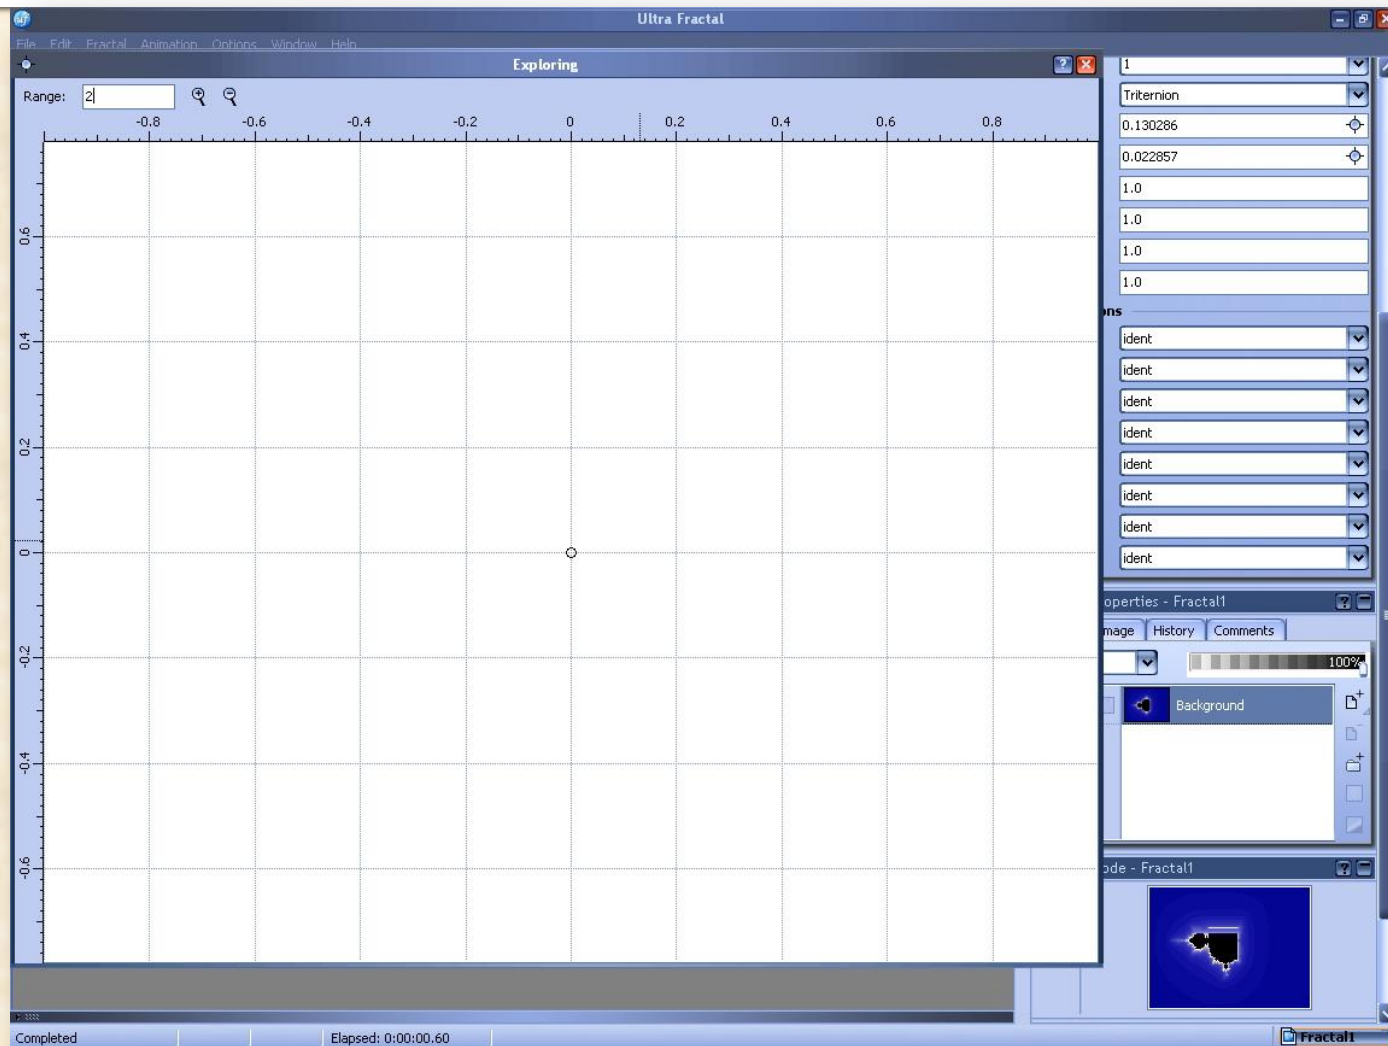 Ultra Fractal
File Edit Fractal Animation Options Window Help
Exploring
Range: 2
-0.8 -0.6 -0.4 -0.2 0 0.2 0.4 0.6 0.8
0.6
0.4
0.2
0
-0.2
-0.4
-0.6
1
Triternion
0.130286
0.022857
1.0
1.0
1.0
1.0
ons
ident
ident
ident
ident
ident
ident
ident
ident
operties - Fractal1
mage History Comments
100%
Background
ode - Fractal1
Completed Elapsed: 0:00:00.60 Fractal1